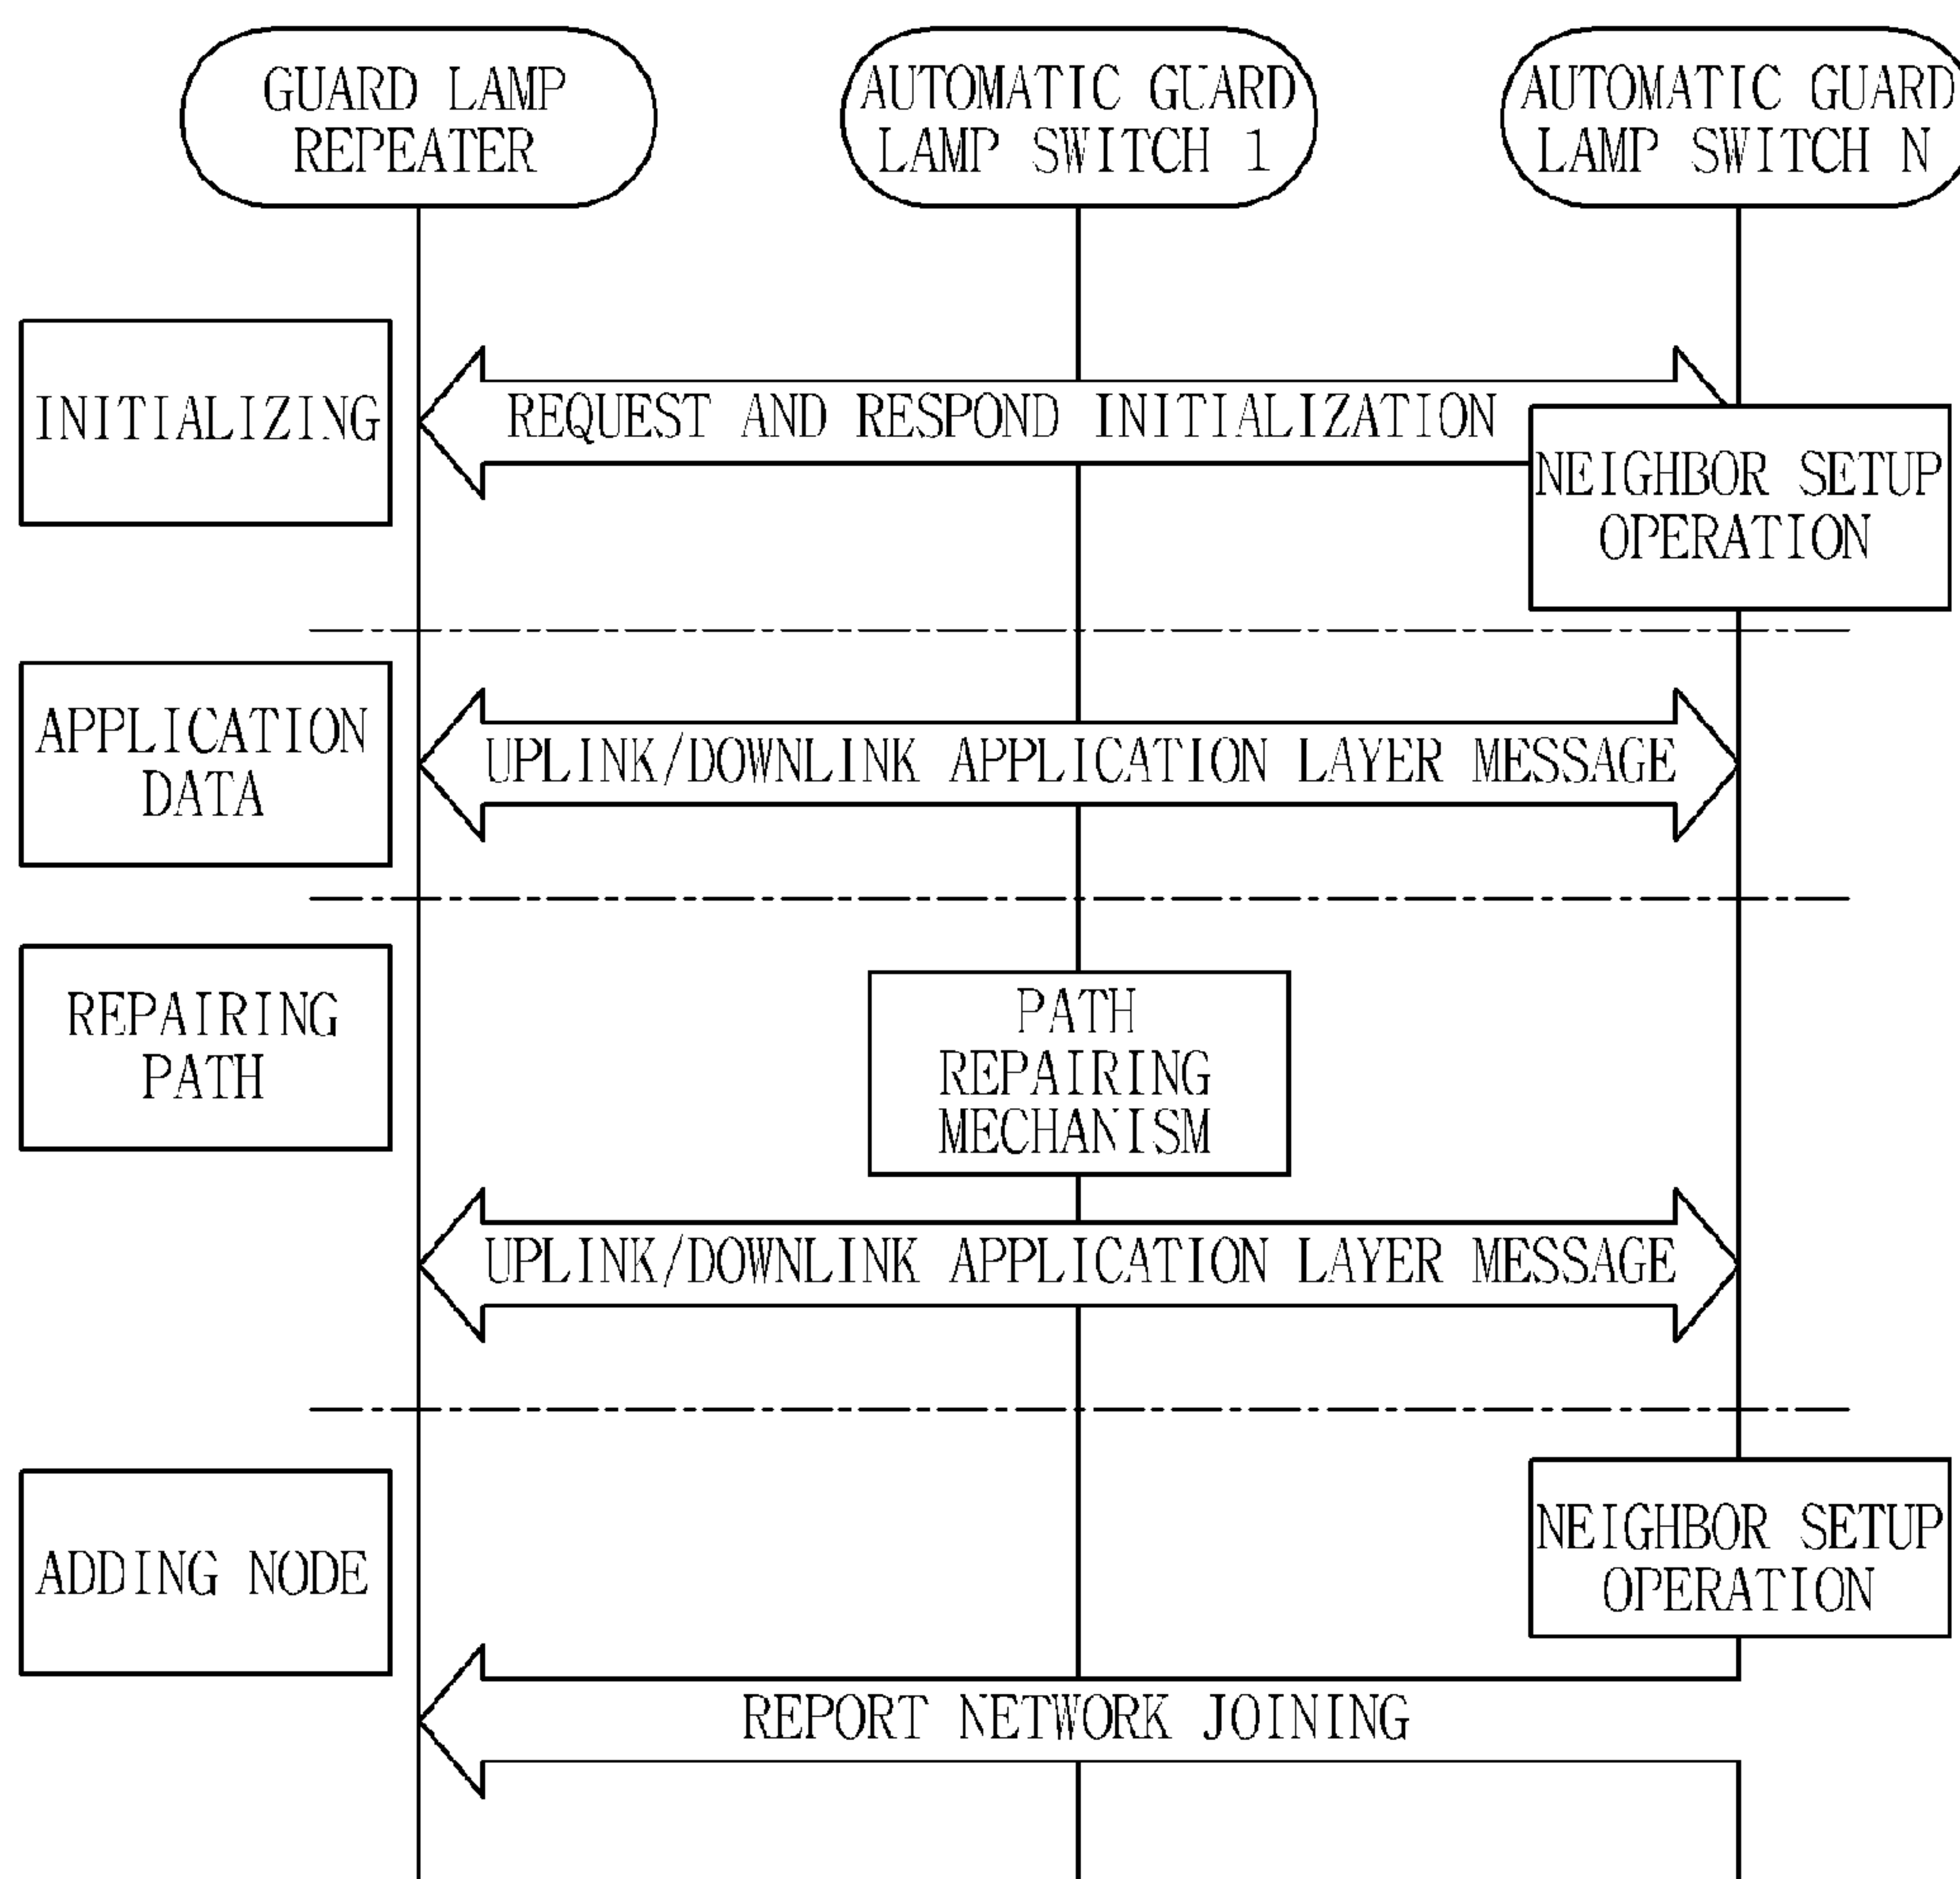 GUARD LAMP
REPEATER
AUTOMATIC GUARD
LAMP SWITCH 1
AUTOMATIC GUARD
LAMP SWITCH N
INITIALIZING
REQUEST AND RESPOND INITIALIZATION
NEIGHBOR SETUP
OPERATION
APPLICATION
DATA
UPLINK/DOWNLINK APPLICATION LAYER MESSAGE
REPAIRING
PATH
PATH
REPAIRING
MECHANISM
UPLINK/DOWNLINK APPLICATION LAYER MESSAGE
ADDING NODE
NEIGHBOR SETUP
OPERATION
REPORT NETWORK JOINING